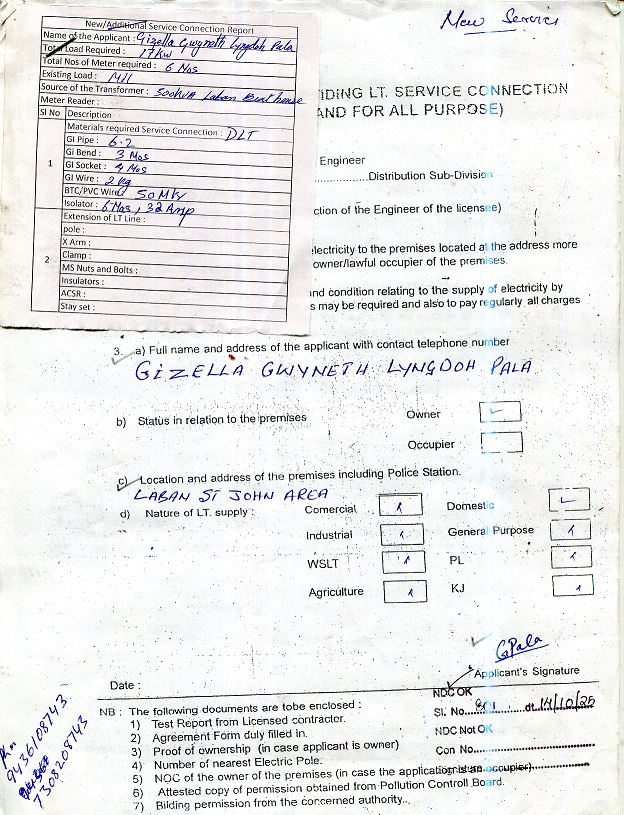 New Service
New/Additional Service Connection Report
Name of the Applicant : Gizella Gwyneth Lyngdoh Pala
Total Load Required : 17kw
Total Nos of Meter required : 6 Nos
Existing Load : Nil
Source of the Transformer : Laban
Meter Reader :
Sl No Description
Materials required Service Connection : DLT
1
GI Pipe : 6.2
GI Bend : 3 Nos
GI Socket : 4 Nos
GI Wire : 2 kg
BTC/PVC Wire 50 Mts
Isolator : 6 Nos, 32 Amp
2
Extension of LT Line :
pole :
X Arm :
Clamp :
MS Nuts and Bolts :
Insulators :
ACSR :
Stay set :
IDING LT. SERVICE CONNECTION
AND FOR ALL PURPOSE)
Engineer
....................Distribution Sub-Division
ction of the Engineer of the licensee)
electricity to the premises located at the address more
owner/lawful occupier of the premises.
nd condition relating to the supply of electricity by
s may be required and also to pay regularly all charges
3. a) Full name and address of the applicant with contact telephone number
GIZELLA GWYNETH LYNGDOH PALA
b) Status in relation to the premises Owner ✓
Occupier
c) Location and address of the premises including Police Station.
LABAN ST JOHN AREA
d) Nature of LT. supply : Comercial x Domestic ✓
Industrial x General Purpose x
WSLT x PL x
Agriculture x KJ x
GPala
Applicant's Signature
Date :
NDC OK
Sl. No...801......dt.14/10/25
NDC Not OK
Con No....................
NB : The following documents are tobe enclosed :
1) Test Report from Licensed contractor.
2) Agreement Form duly filled in.
3) Proof of ownership (in case applicant is owner)
4) Number of nearest Electric Pole.
5) NOC of the owner of the premises (in case the application is an occupier).
6) Attested copy of permission obtained from Pollution Controll Board.
7) Bilding permission from the concerned authority..
9436108743
7308208743